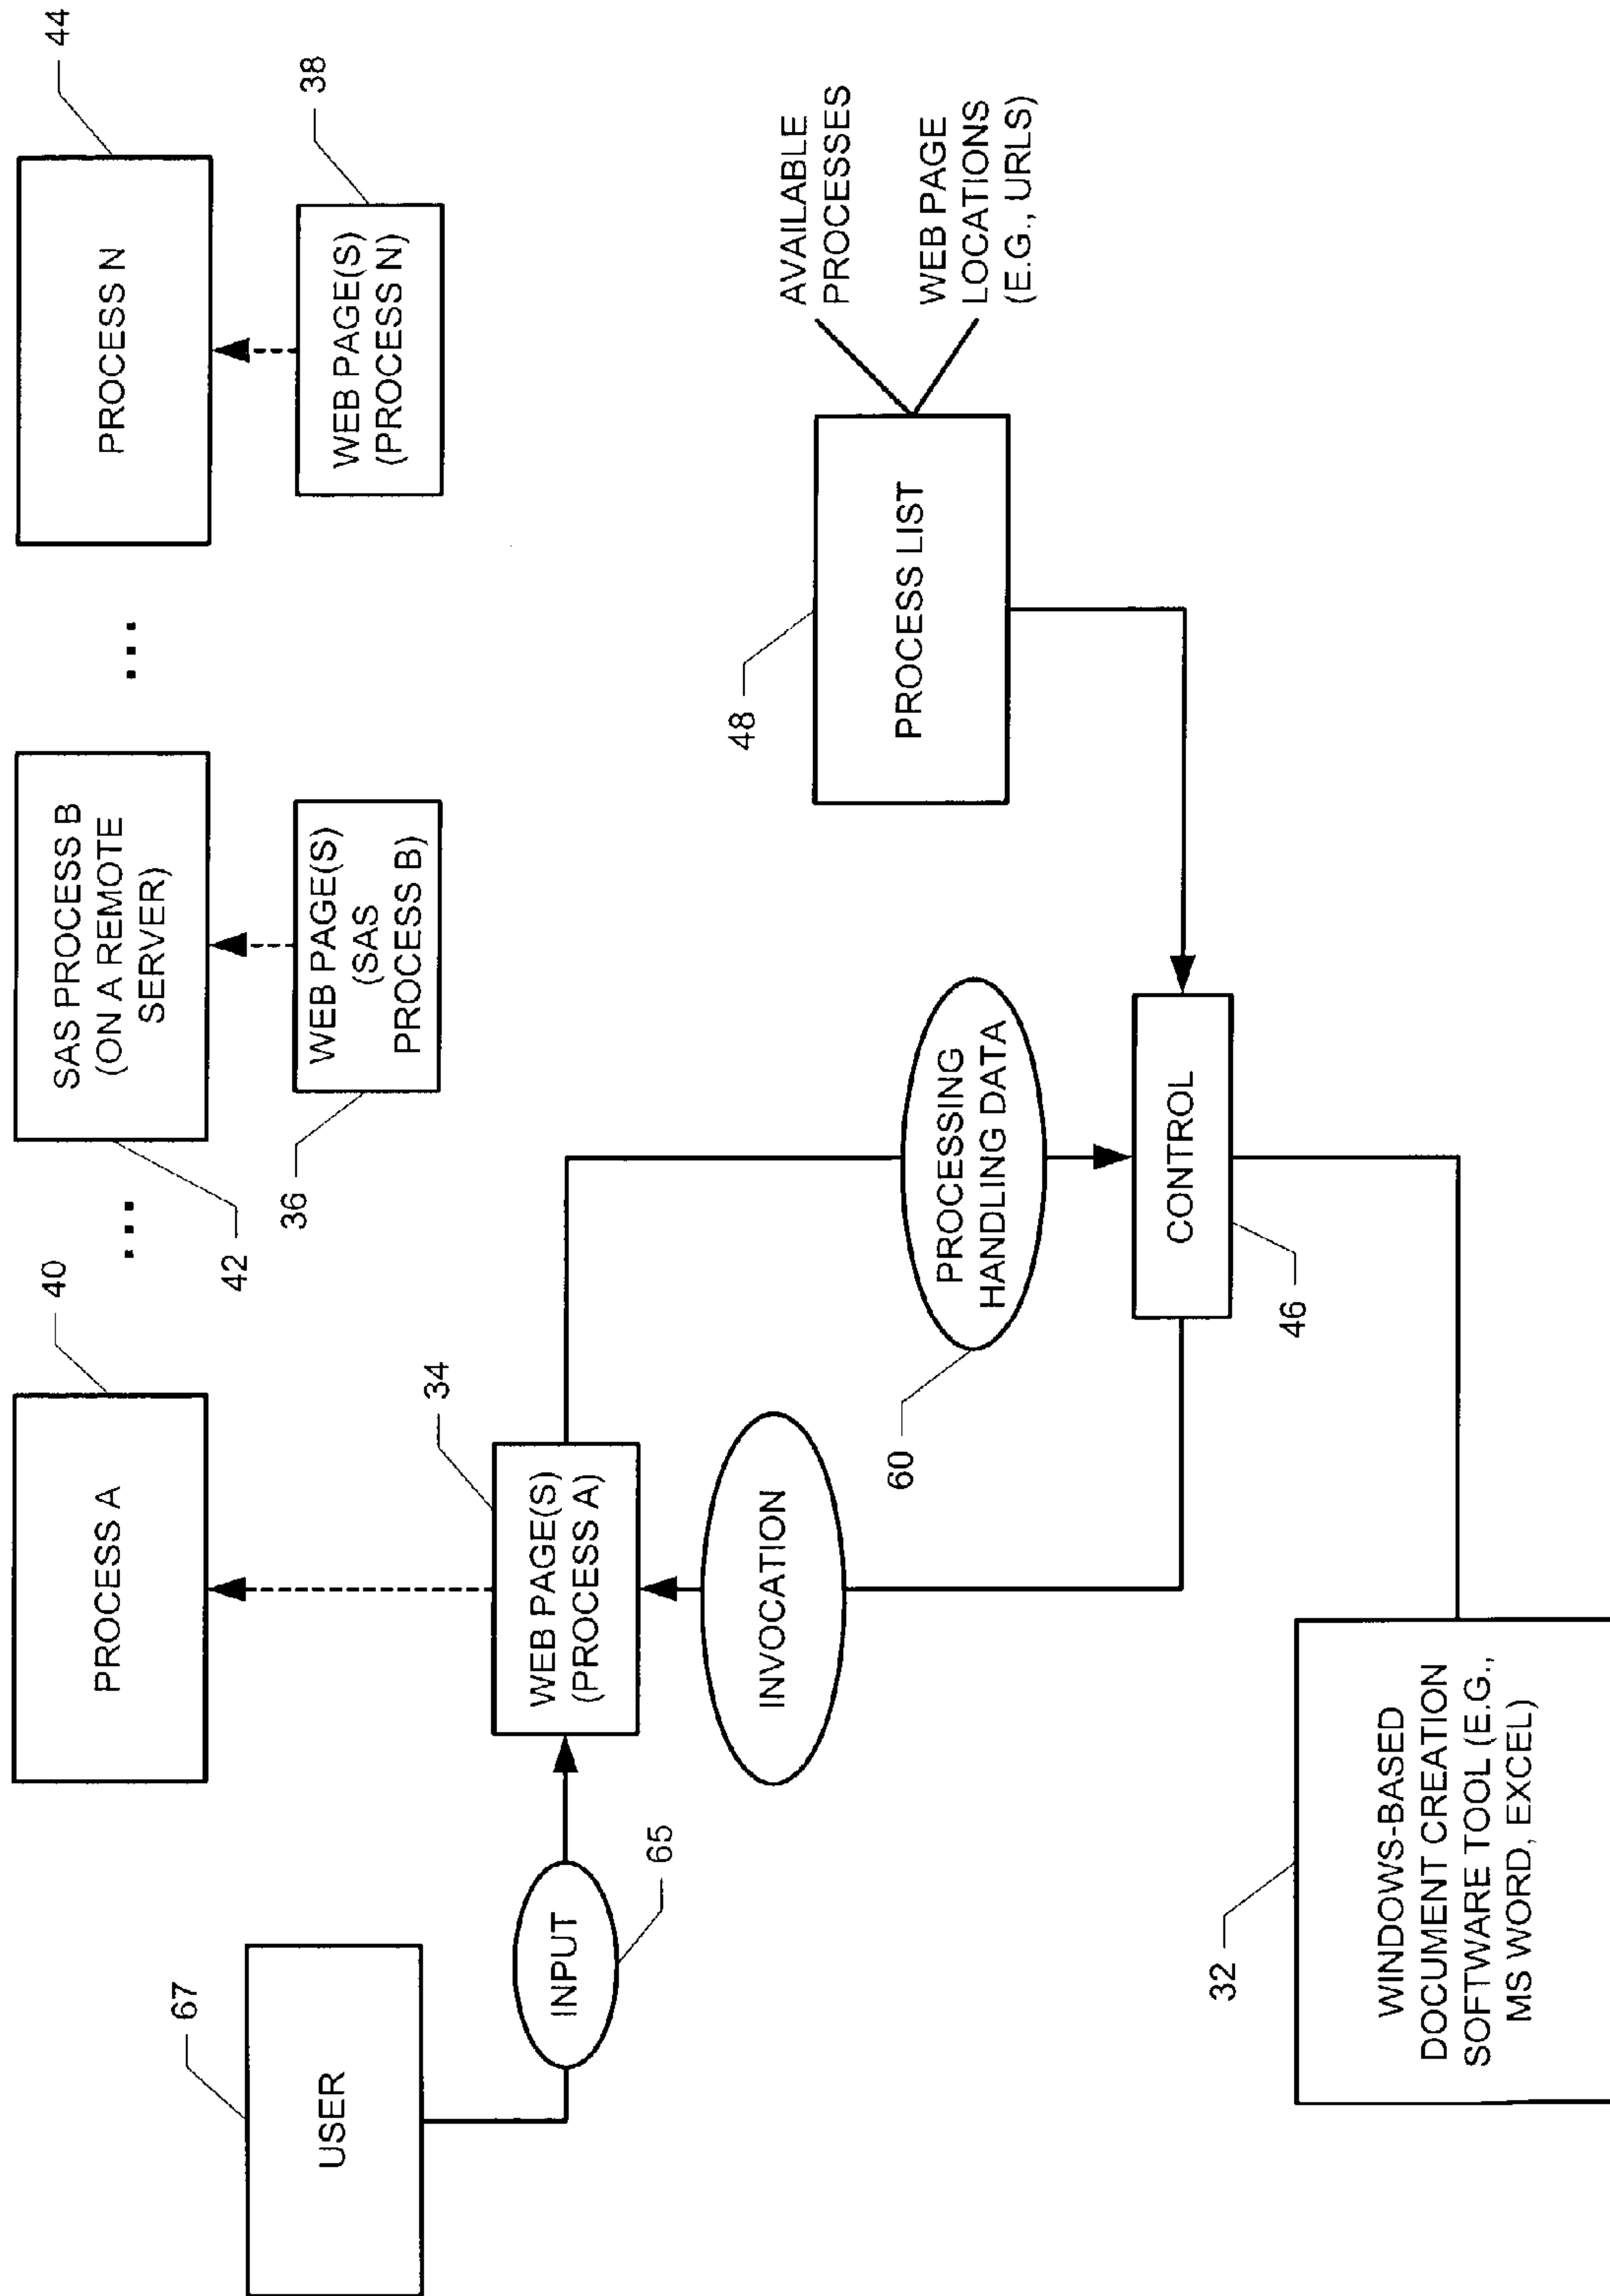 40
PROCESS A
...
42
SAS PROCESS B
(ON A REMOTE
SERVER)
...
44
PROCESS N
67
USER
36
WEB PAGE(S)
(SAS
PROCESS B)
38
WEB PAGE(S)
(PROCESS N)
INPUT
65
34
WEB PAGE(S)
(PROCESS A)
INVOCATION
60
PROCESSING
HANDLING DATA
48
PROCESS LIST
AVAILABLE
PROCESSES
WEB PAGE
LOCATIONS
(E.G., URLS)
CONTROL
46
32
WINDOWS-BASED
DOCUMENT CREATION
SOFTWARE TOOL (E.G.,
MS WORD, EXCEL)